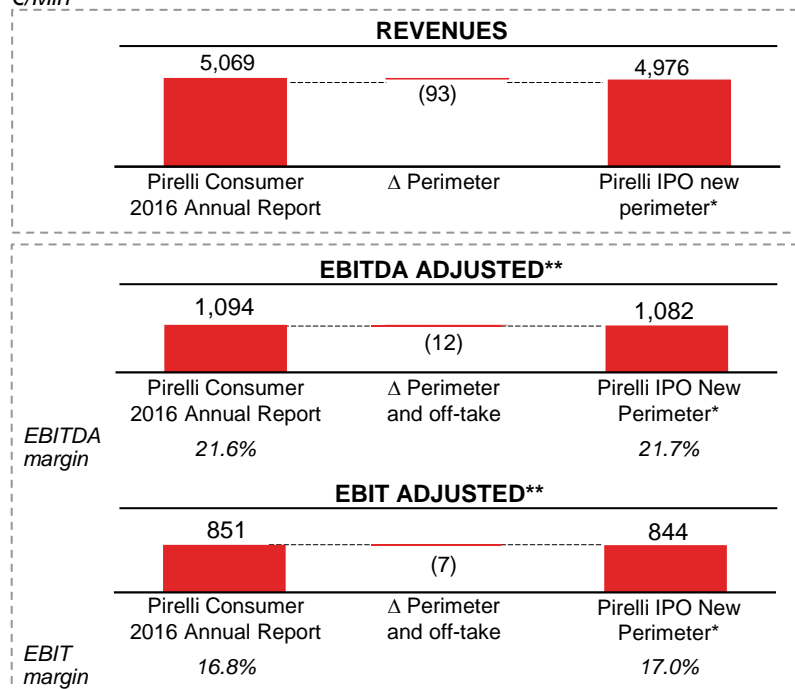 €/Mln
REVENUES
5,069
(93)
4,976
Pirelli Consumer
2016 Annual Report
Δ Perimeter
Pirelli IPO new
perimeter*
EBITDA ADJUSTED**
1,094
(12)
1,082
Pirelli Consumer
2016 Annual Report
Δ Perimeter
and off-take
Pirelli IPO New
Perimeter*
EBITDA
margin
21.6%
21.7%
EBIT ADJUSTED**
851
(7)
844
Pirelli Consumer
2016 Annual Report
Δ Perimeter
and off-take
Pirelli IPO New
Perimeter*
EBIT
margin
16.8%
17.0%